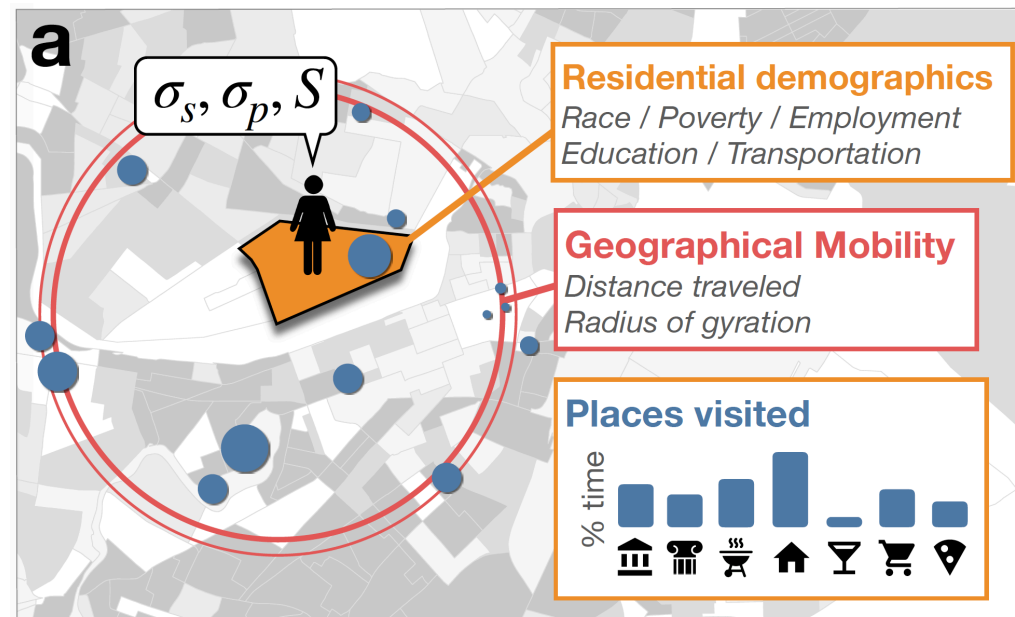 a
σₛ, σₚ, S
Residential demographics
Race / Poverty / Employment
Education / Transportation
Geographical Mobility
Distance traveled
Radius of gyration
Places visited
% time